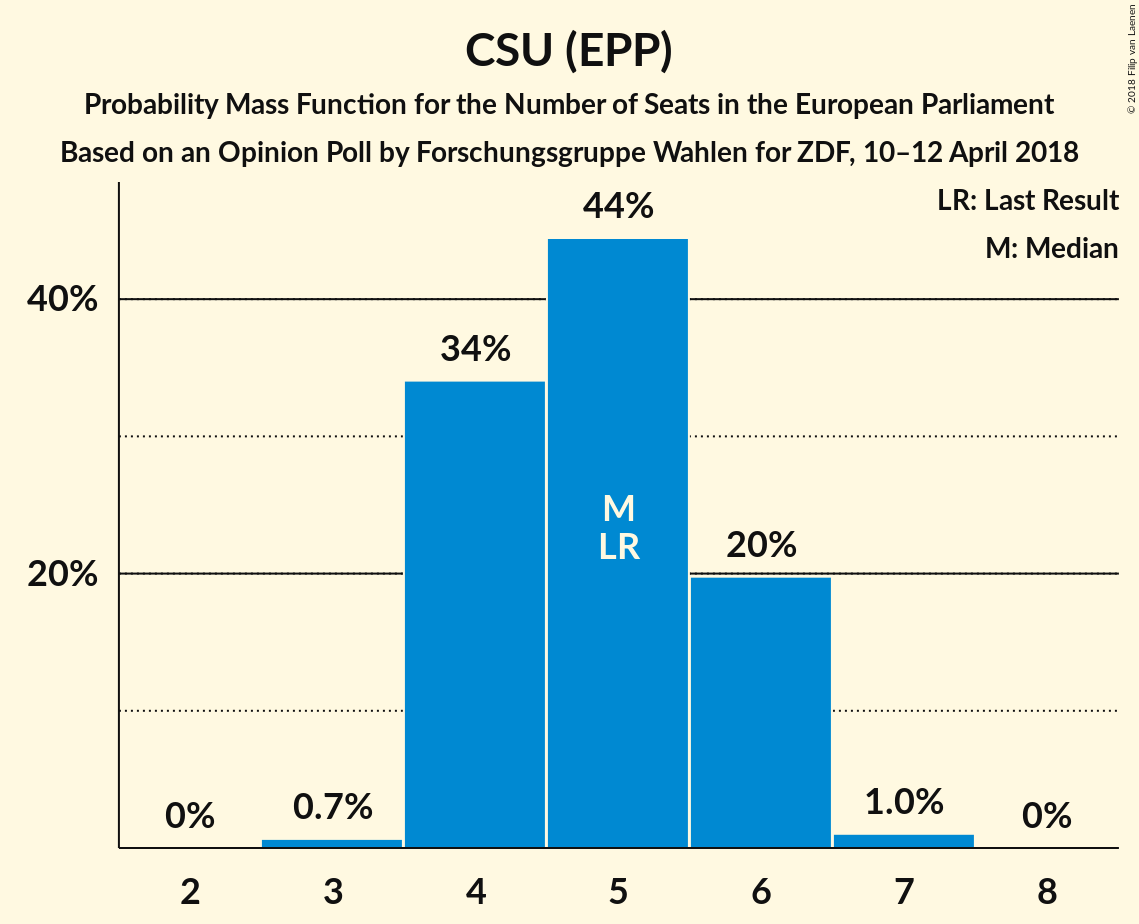 CSU (EPP)
Probability Mass Function for the Number of Seats in the European Parliament
Based on an Opinion Poll by Forschungsgruppe Wahlen for ZDF, 10–12 April 2018
© 2018 Filip van Laenen
LR: Last Result
M: Median
44%
40%
34%
M
LR
20%
20%
0%
0.7%
1.0%
0%
2 3 4 5 6 7 8